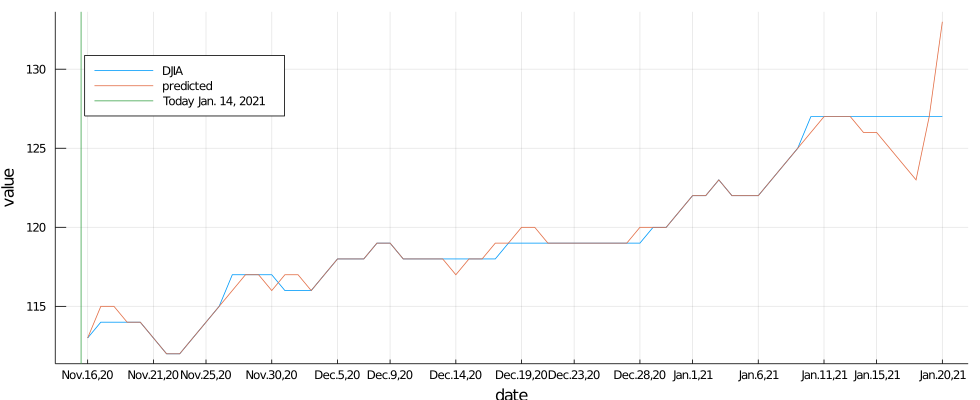 value
130
125
120
115
DJIA
predicted
Today Jan. 14, 2021
Nov.16,20 Nov.21,20 Nov.25,20 Nov.30,20 Dec.5,20 Dec.9,20 Dec.14,20 Dec.19,20 Dec.23,20 Dec.28,20 Jan.1,21 Jan.6,21 Jan.11,21 Jan.15,21 Jan.20,21
date